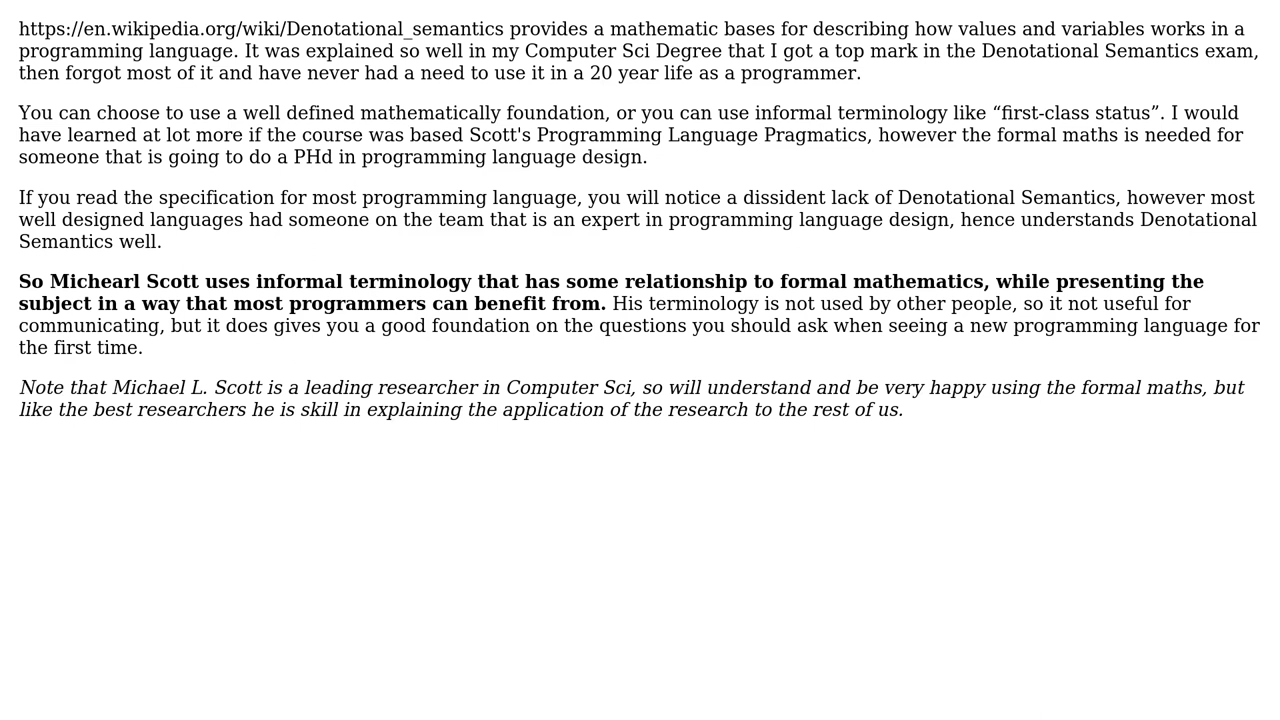 https://en.wikipedia.org/wiki/Denotational_semantics provides a mathematic bases for describing how values and variables works in a
programming language. It was explained so well in my Computer Sci Degree that I got a top mark in the Denotational Semantics exam,
then forgot most of it and have never had a need to use it in a 20 year life as a programmer.
You can choose to use a well defined mathematically foundation, or you can use informal terminology like “first-class status”. I would
have learned at lot more if the course was based Scott's Programming Language Pragmatics, however the formal maths is needed for
someone that is going to do a PHd in programming language design.
If you read the specification for most programming language, you will notice a dissident lack of Denotational Semantics, however most
well designed languages had someone on the team that is an expert in programming language design, hence understands Denotational
Semantics well.
So Michearl Scott uses informal terminology that has some relationship to formal mathematics, while presenting the
subject in a way that most programmers can benefit from. His terminology is not used by other people, so it not useful for
communicating, but it does gives you a good foundation on the questions you should ask when seeing a new programming language for
the first time.
Note that Michael L. Scott is a leading researcher in Computer Sci, so will understand and be very happy using the formal maths, but
like the best researchers he is skill in explaining the application of the research to the rest of us.